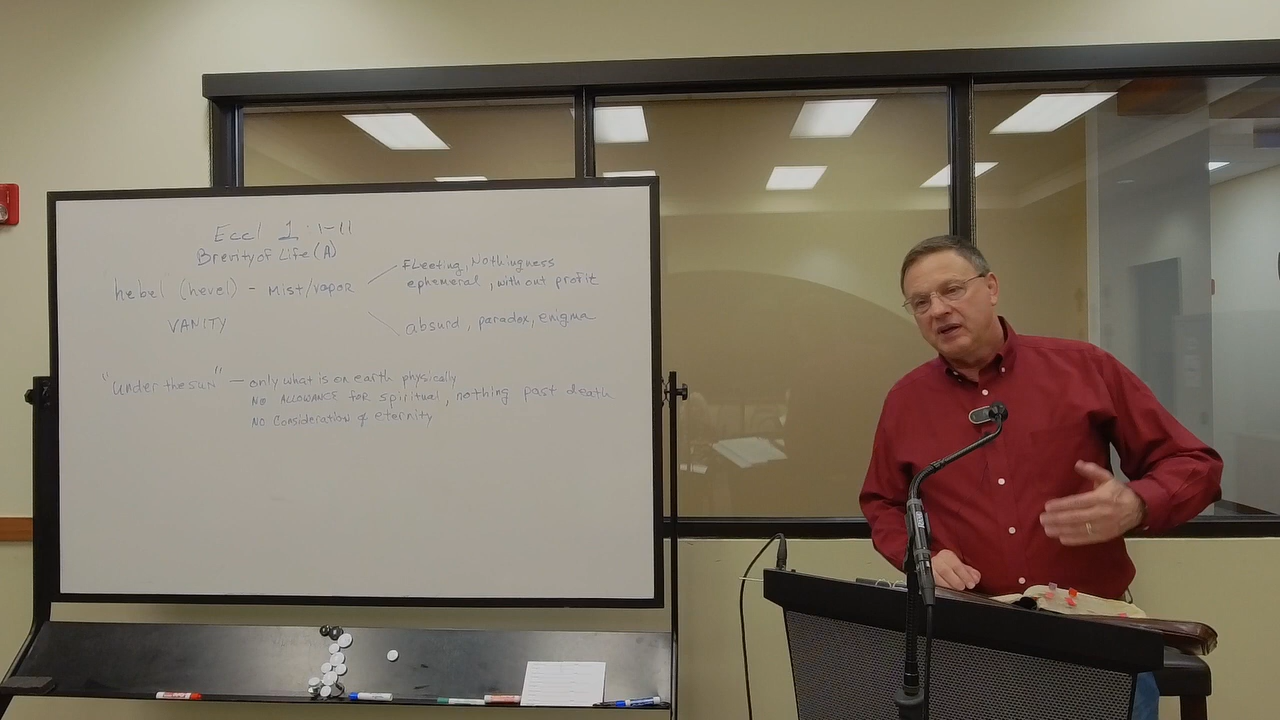 Eccl 1:1-11
Brevity of Life (A)
hebel (hevel) - Mist/vapor
Fleeting, Nothingness
ephemeral, without profit
VANITY
absurd, paradox, enigma
"under the sun" - only what is on earth physically
NO ALLOWANCE for spiritual, nothing past death
NO Consideration of eternity